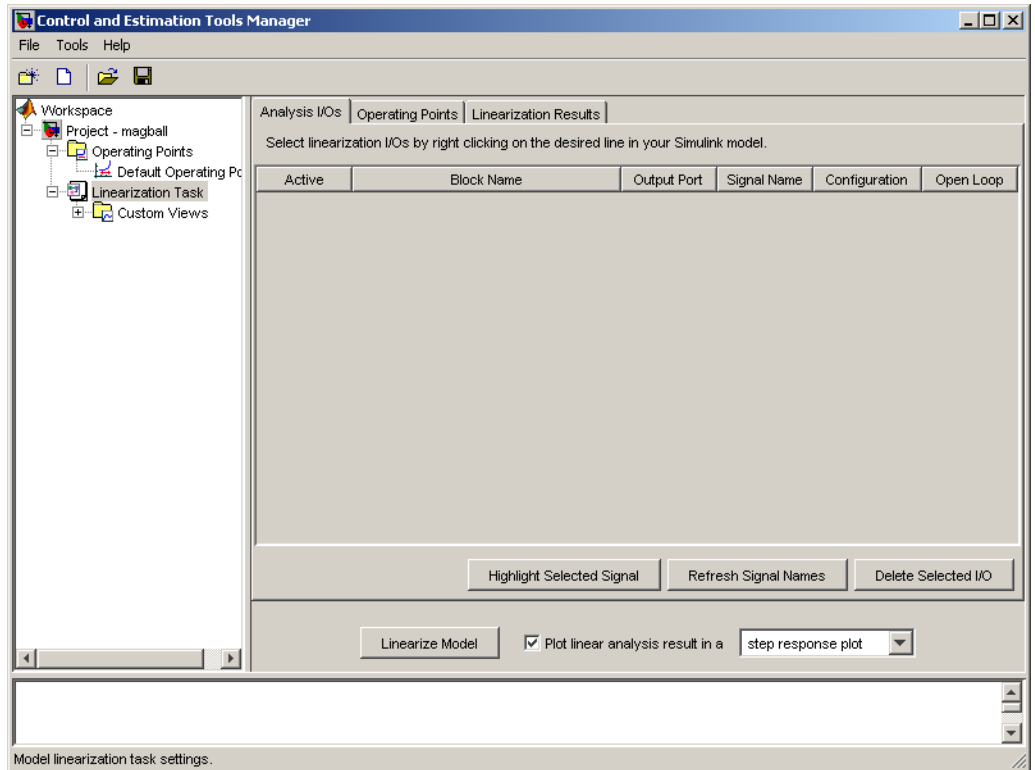 Control and Estimation Tools Manager
File Tools Help
Workspace
Project - magball
Operating Points
Default Operating Po
Linearization Task
Custom Views
Analysis I/Os Operating Points Linearization Results
Select linearization I/Os by right clicking on the desired line in your Simulink model.
Active Block Name Output Port Signal Name Configuration Open Loop
Highlight Selected Signal Refresh Signal Names Delete Selected I/O
Linearize Model Plot linear analysis result in a step response plot
Model linearization task settings.